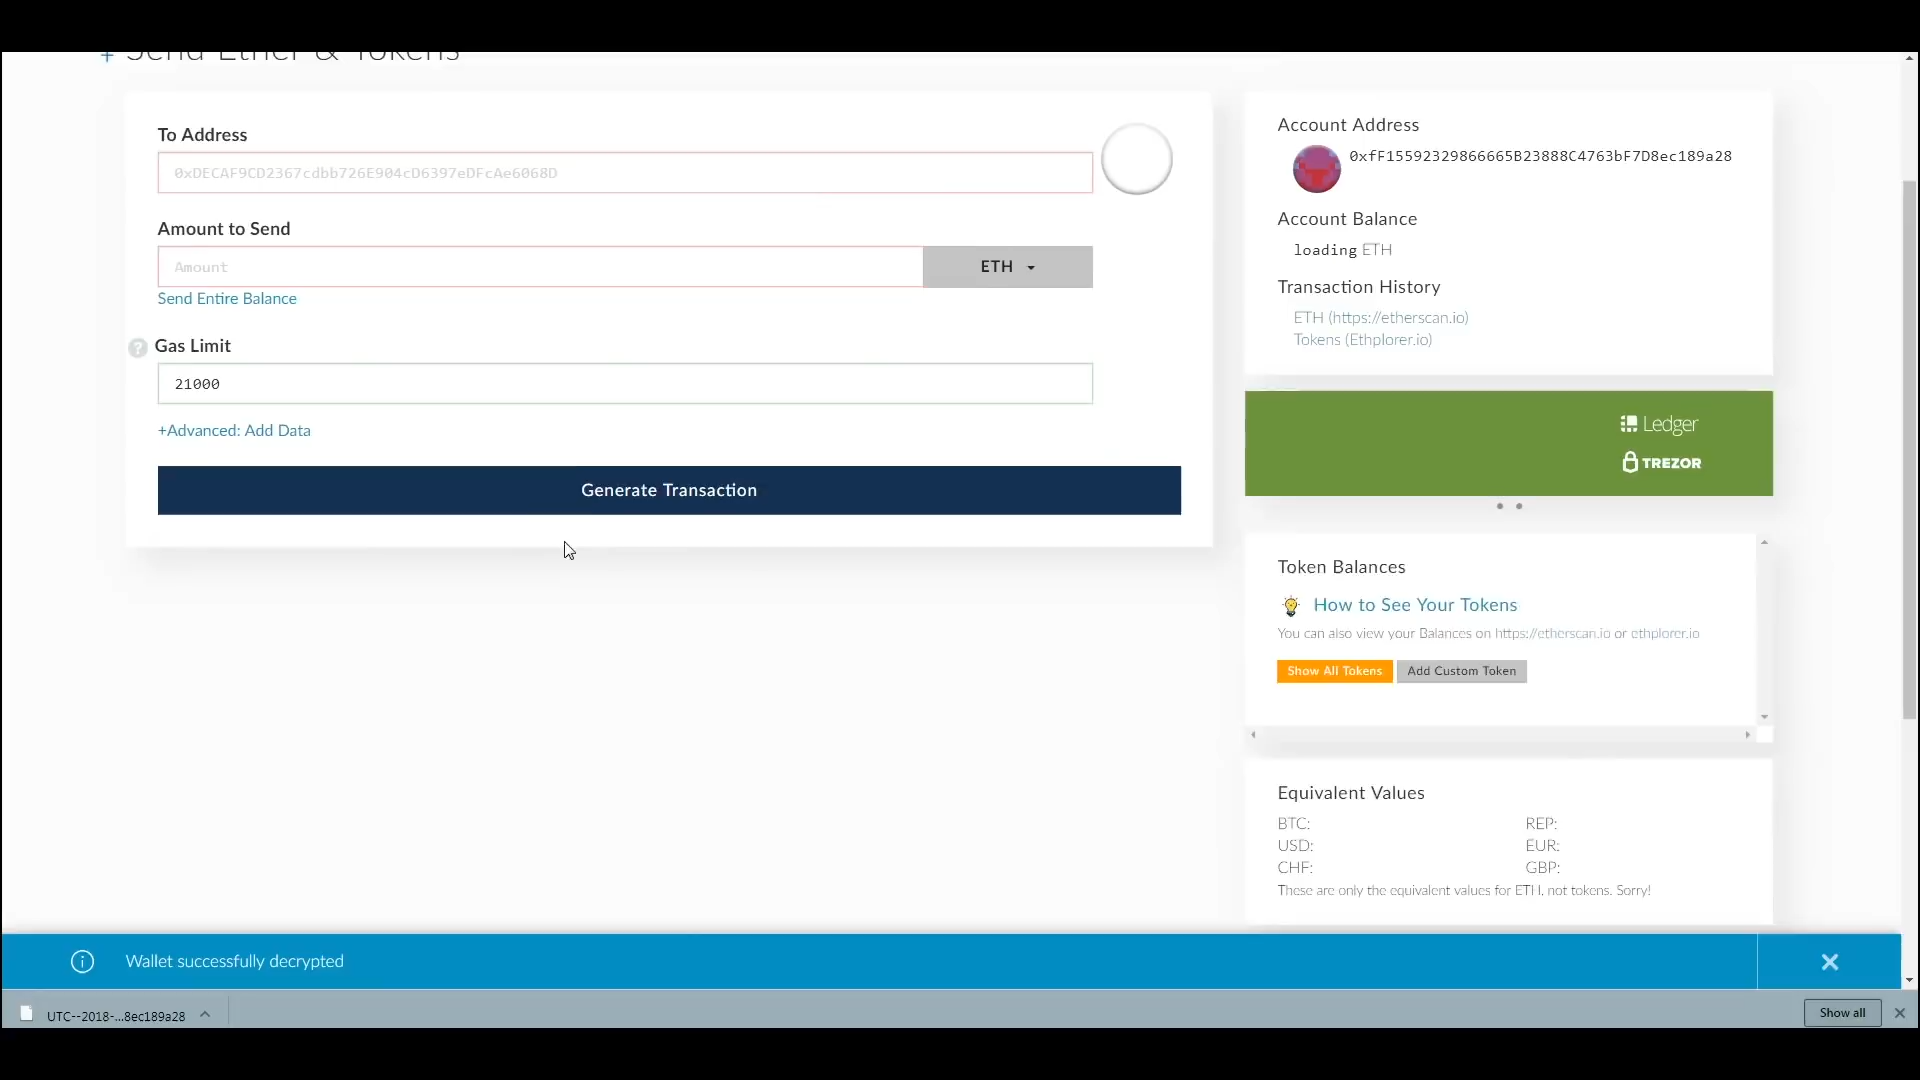 + Send Ether & Tokens
To Address
0xDECAF9CD2367cdbb726E904cD6397eDFcAe6068D
Amount to Send
Amount
ETH
Send Entire Balance
? Gas Limit
21000
+Advanced: Add Data
Generate Transaction
Account Address
0xfF15592329866665B23888C4763bF7D8ec189a28
Account Balance
loading ETH
Transaction History
ETH (https://etherscan.io)
Tokens (Ethplorer.io)
Ledger
TREZOR
Token Balances
How to See Your Tokens
You can also view your Balances on https://etherscan.io or ethplorer.io
Show All Tokens Add Custom Token
Equivalent Values
BTC: REP:
USD: EUR:
CHF: GBP:
These are only the equivalent values for ETH, not tokens. Sorry!
Wallet successfully decrypted
UTC--2018-...8ec189a28
Show all